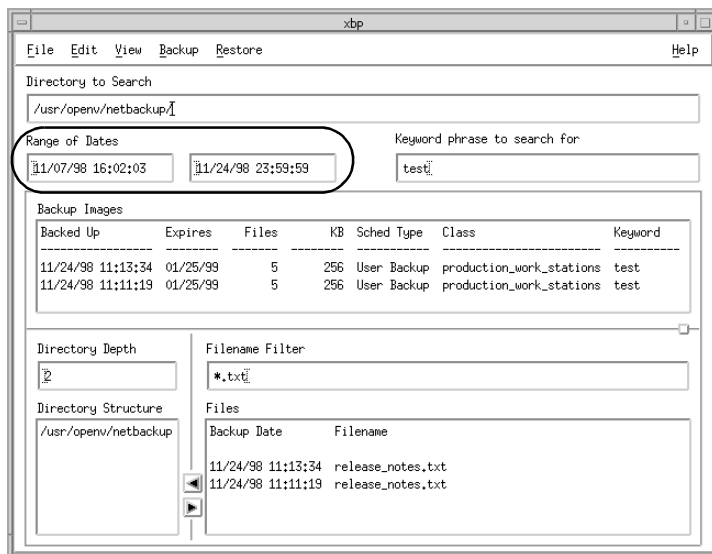 xbp
File Edit View Backup Restore Help
Directory to Search
/usr/openv/netbackup/
Range of Dates
Keyword phrase to search for
11/07/98 16:02:03
11/24/98 23:59:59
test
Backup Images
Backed Up Expires Files KB Sched Type Class Keyword
----------------- -------- ------- -------- ------------ ------------------------ ----------
11/24/98 11:13:34 01/25/99 5 256 User Backup production_work_stations test
11/24/98 11:11:19 01/25/99 5 256 User Backup production_work_stations test
Directory Depth
2
Filename Filter
*.txt
Directory Structure
/usr/openv/netbackup
Files
Backup Date Filename
11/24/98 11:13:34 release_notes.txt
11/24/98 11:11:19 release_notes.txt